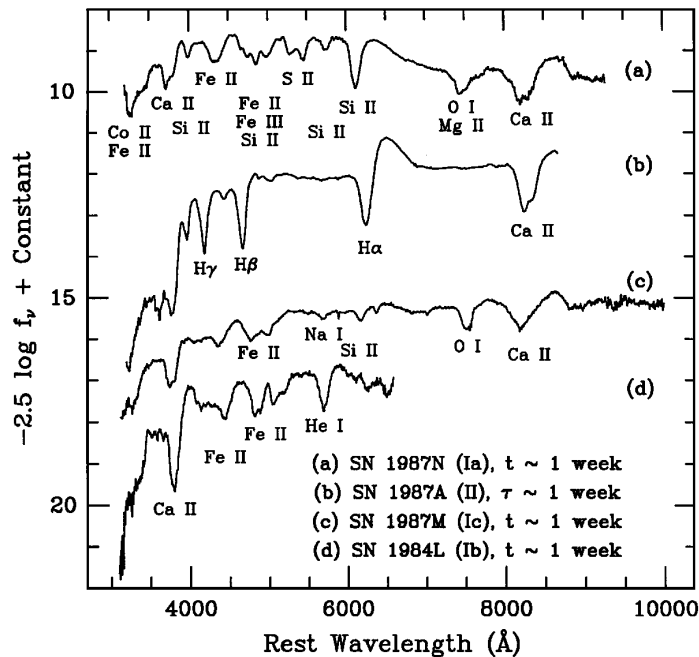 10
15
20
−2.5 log f_ν + Constant
Co II
Fe II
Ca II
Si II
Fe II
Fe II
Fe III
Si II
S II
Si II
Si II
O I
Mg II
Ca II
(a)
Hγ
Hβ
Hα
Ca II
(b)
Fe II
Na I
Si II
O I
Ca II
(c)
Ca II
Fe II
Fe II
He I
(d)
(a) SN 1987N (Ia), t ~ 1 week
(b) SN 1987A (II), τ ~ 1 week
(c) SN 1987M (Ic), t ~ 1 week
(d) SN 1984L (Ib), t ~ 1 week
4000 6000 8000 10000
Rest Wavelength (Å)